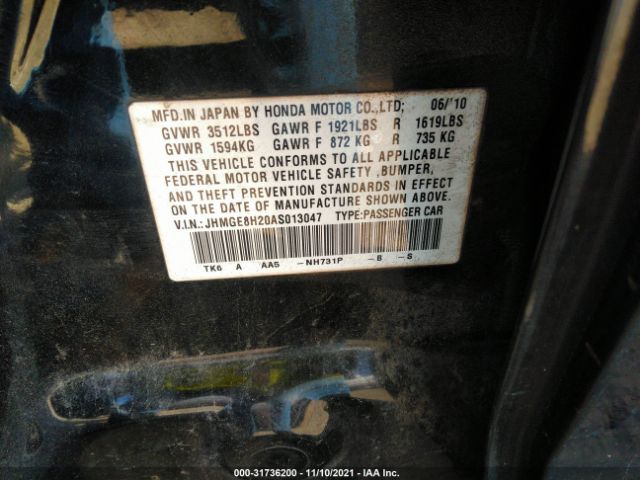 MFD.IN JAPAN BY HONDA MOTOR CO.,LTD; 06/'10
GVWR 3512LBS GAWR F 1921LBS R 1619LBS
GVWR 1594KG GAWR F 872 KG R 735 KG
THIS VEHICLE CONFORMS TO ALL APPLICABLE
FEDERAL MOTOR VEHICLE SAFETY ,BUMPER,
AND THEFT PREVENTION STANDARDS IN EFFECT
ON THE DATE OF MANUFACTURE SHOWN ABOVE.
V.I.N.:JHMGE8H20AS013047 TYPE:PASSENGER CAR
TK6 A AA5 -NH731P -B -S
000-31736200 - 11/10/2021 - IAA Inc.